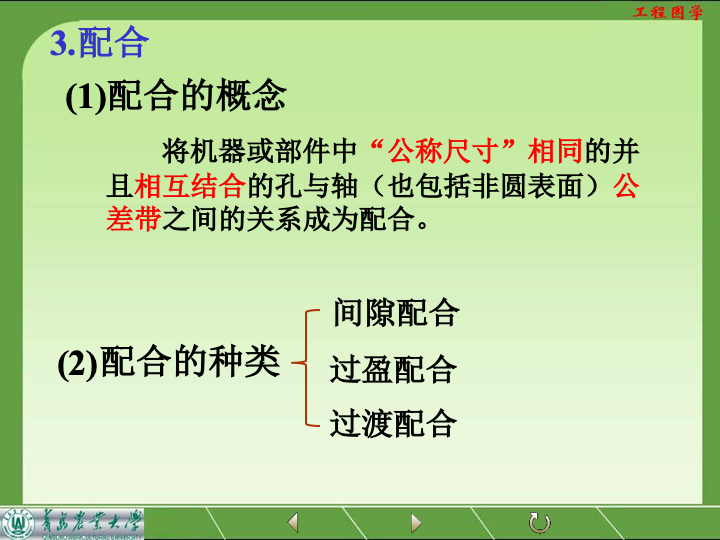 工程图学
3.配合
(1)配合的概念
将机器或部件中“公称尺寸”相同的并
且相互结合的孔与轴（也包括非圆表面）公
差带之间的关系成为配合。
间隙配合
(2)配合的种类
过盈配合
过渡配合
青岛农业大学